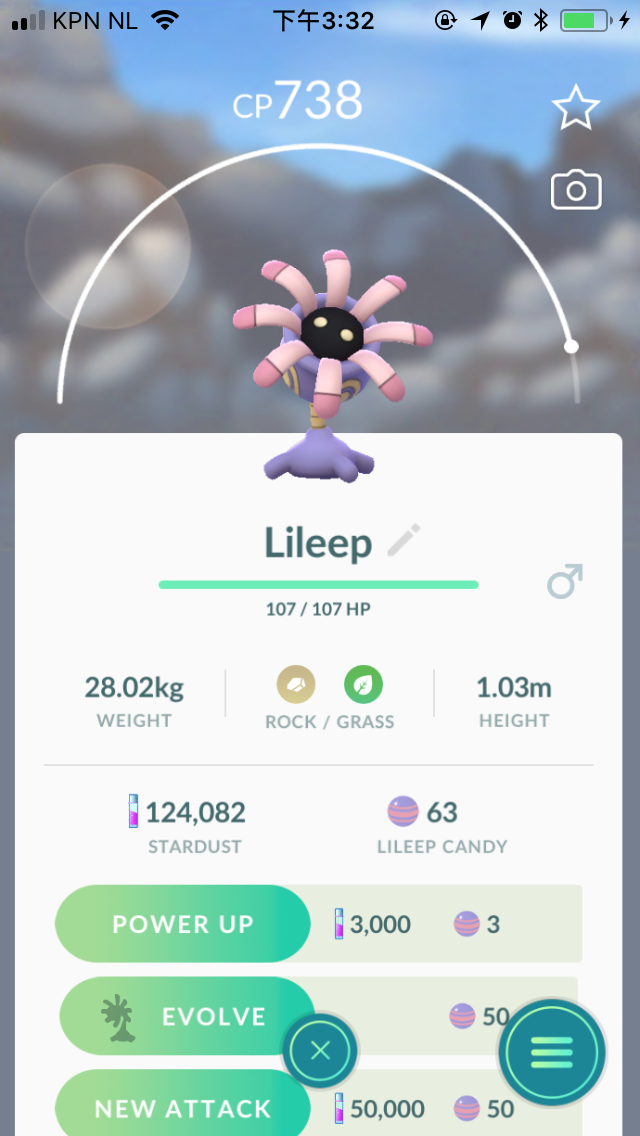 KPN NL 下午3:32
CP738
Lileep
107 / 107 HP
28.02kg
WEIGHT
ROCK / GRASS
1.03m
HEIGHT
124,082
STARDUST
63
LILEEP CANDY
POWER UP 3,000 3
EVOLVE 50
NEW ATTACK 50,000 50